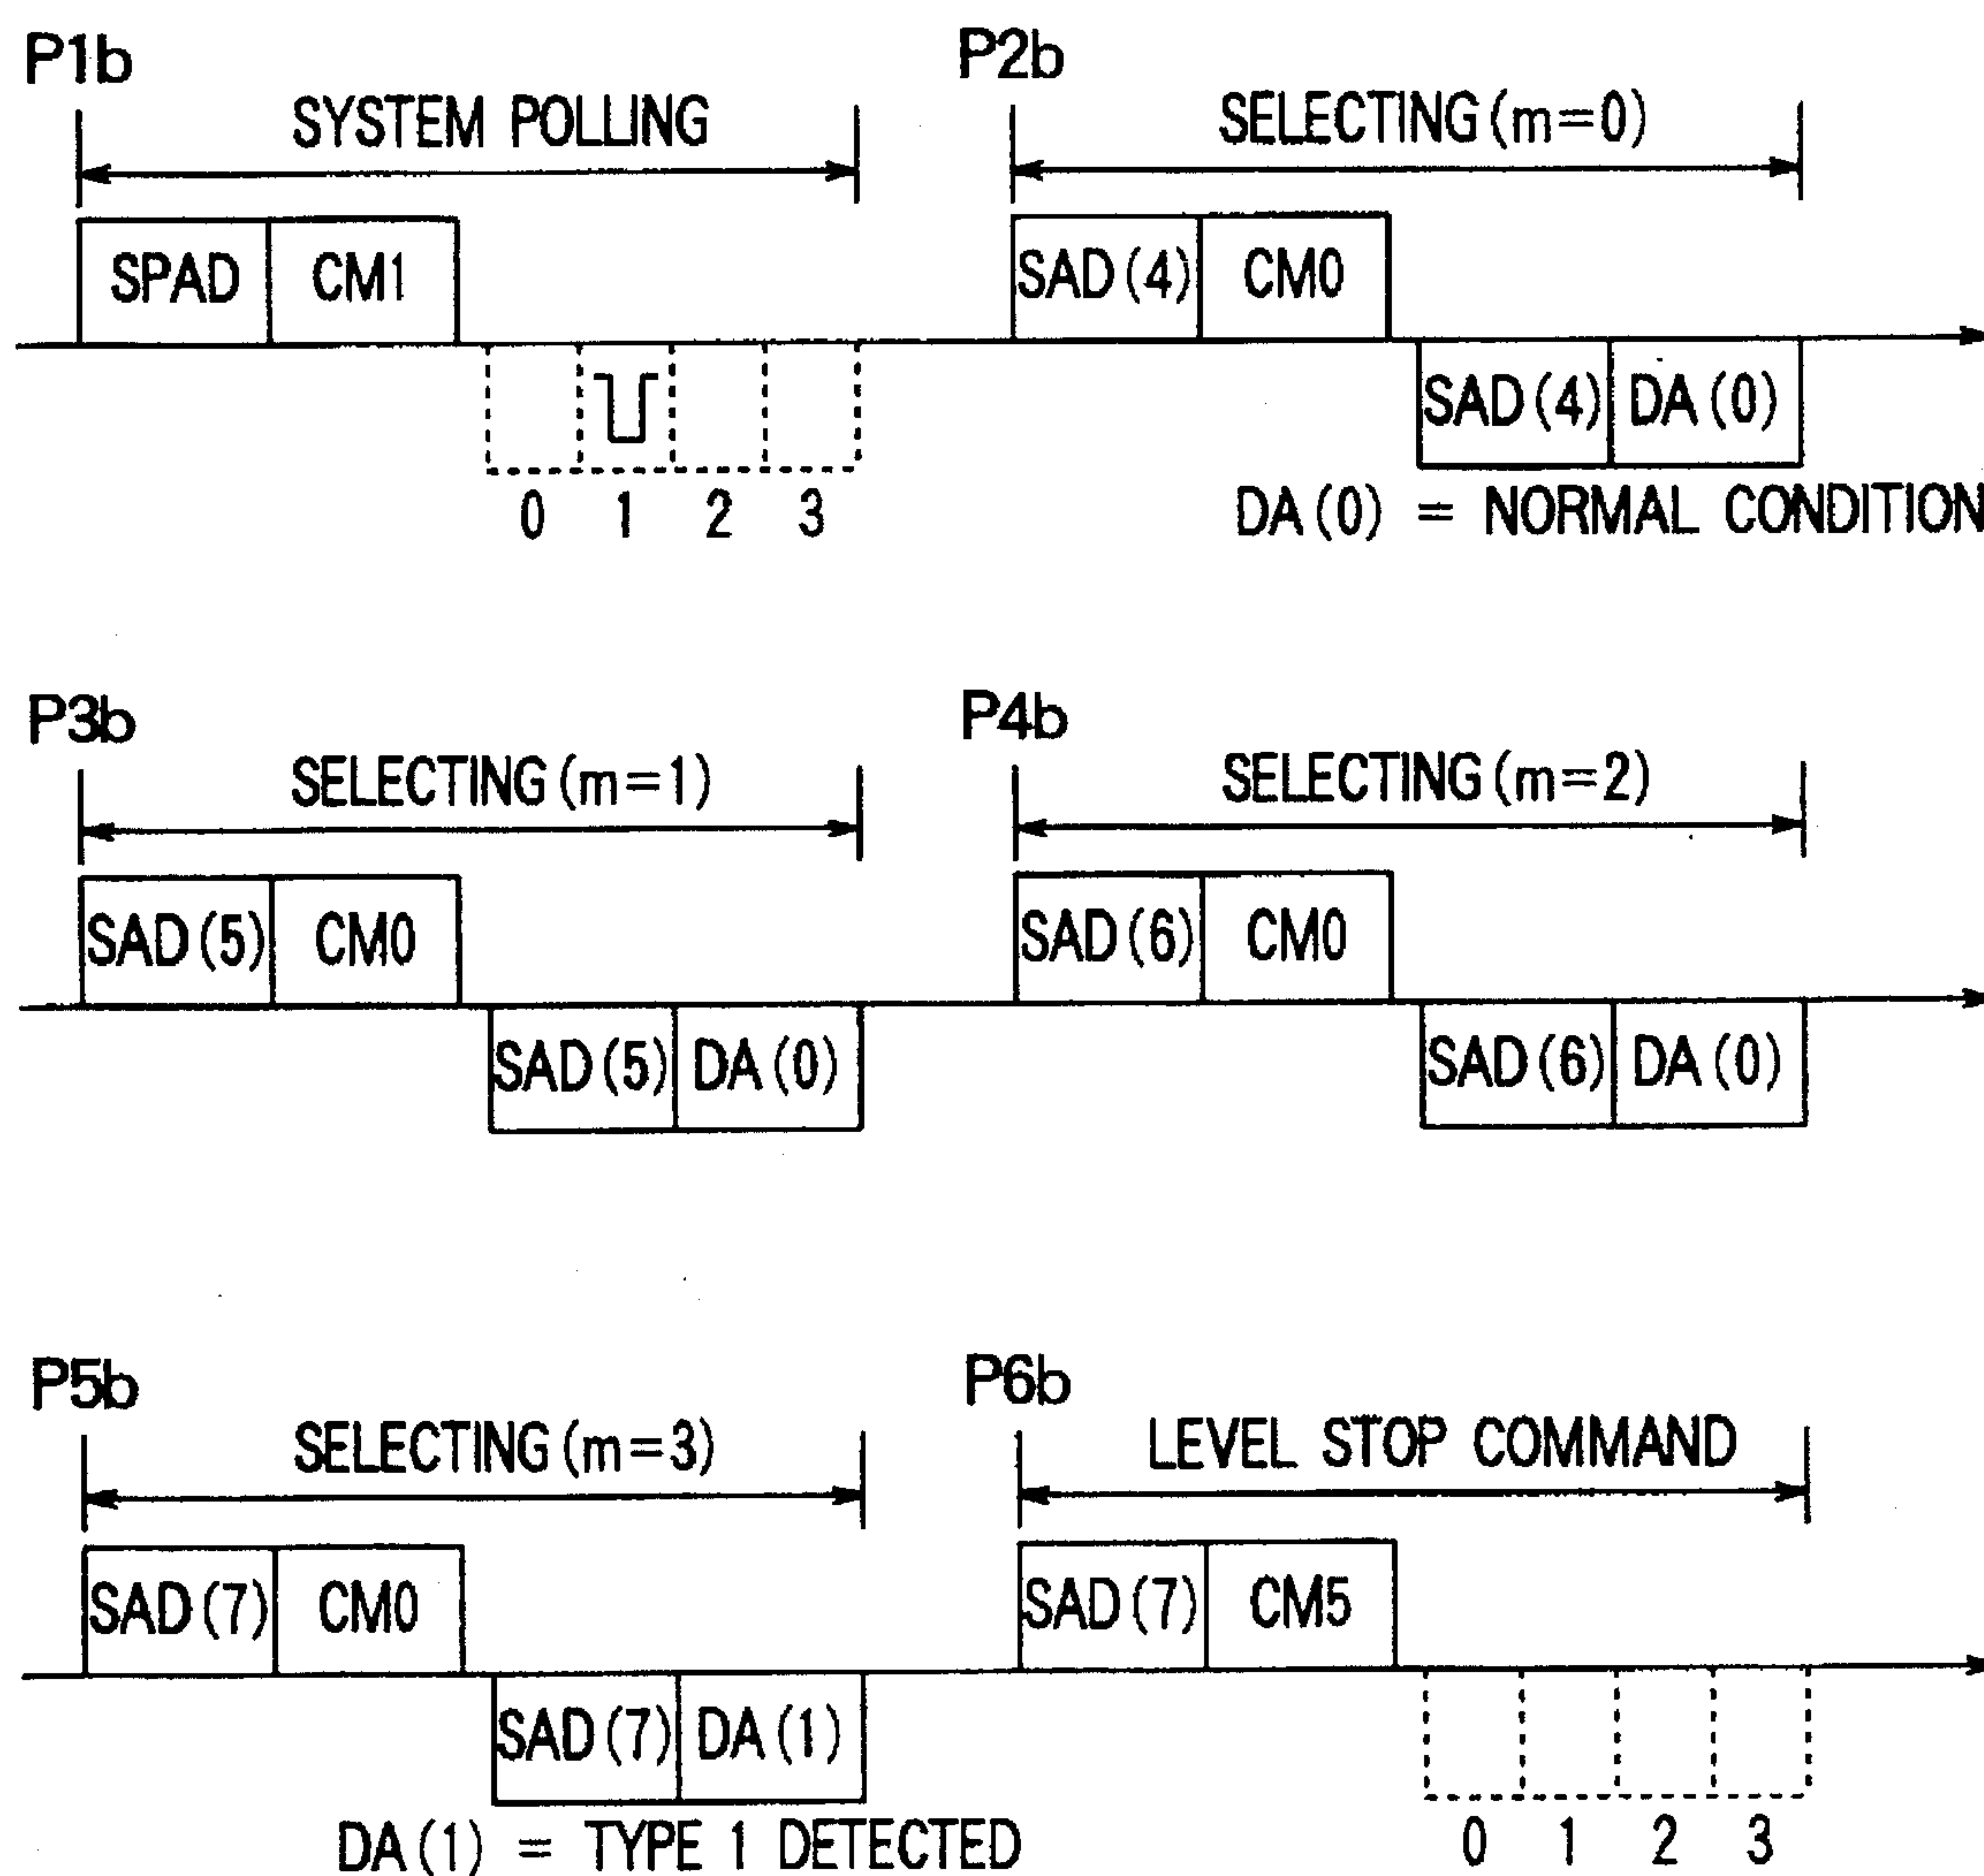 P1b
SYSTEM POLLING
SPAD CM1
0 1 2 3
P2b
SELECTING (m=0)
SAD(4) CM0
SAD(4) DA(0)
DA(0) = NORMAL CONDITION
P3b
SELECTING (m=1)
SAD(5) CM0
SAD(5) DA(0)
P4b
SELECTING (m=2)
SAD(6) CM0
SAD(6) DA(0)
P5b
SELECTING (m=3)
SAD(7) CM0
SAD(7) DA(1)
DA(1) = TYPE 1 DETECTED
P6b
LEVEL STOP COMMAND
SAD(7) CM5
0 1 2 3